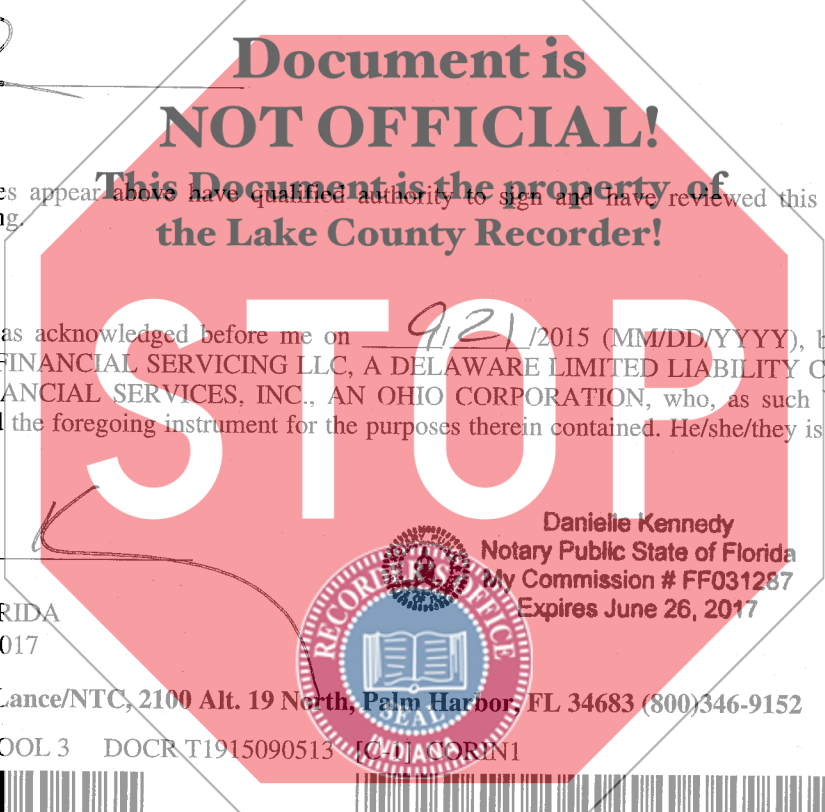 Document is
NOT OFFICIAL!
This Document is the property of
the Lake County Recorder!
es appear above have qualified authority to sign and have reviewed this
ng.
as acknowledged before me on 9/21/2015 (MM/DD/YYYY), b
FINANCIAL SERVICING LLC, A DELAWARE LIMITED LIABILITY C
ANCIAL SERVICES, INC., AN OHIO CORPORATION, who, as such
the foregoing instrument for the purposes therein contained. He/she/they is
STOP
Danielle Kennedy
Notary Public State of Florida
My Commission # FF031287
Expires June 26, 2017
RIDA
017
RECORDER'S OFFICE
SEAL
Lance/NTC, 2100 Alt. 19 North, Palm Harbor, FL 34683 (800)346-9152
OOL 3 DOCR T1915090513 [C-1] CORIN1